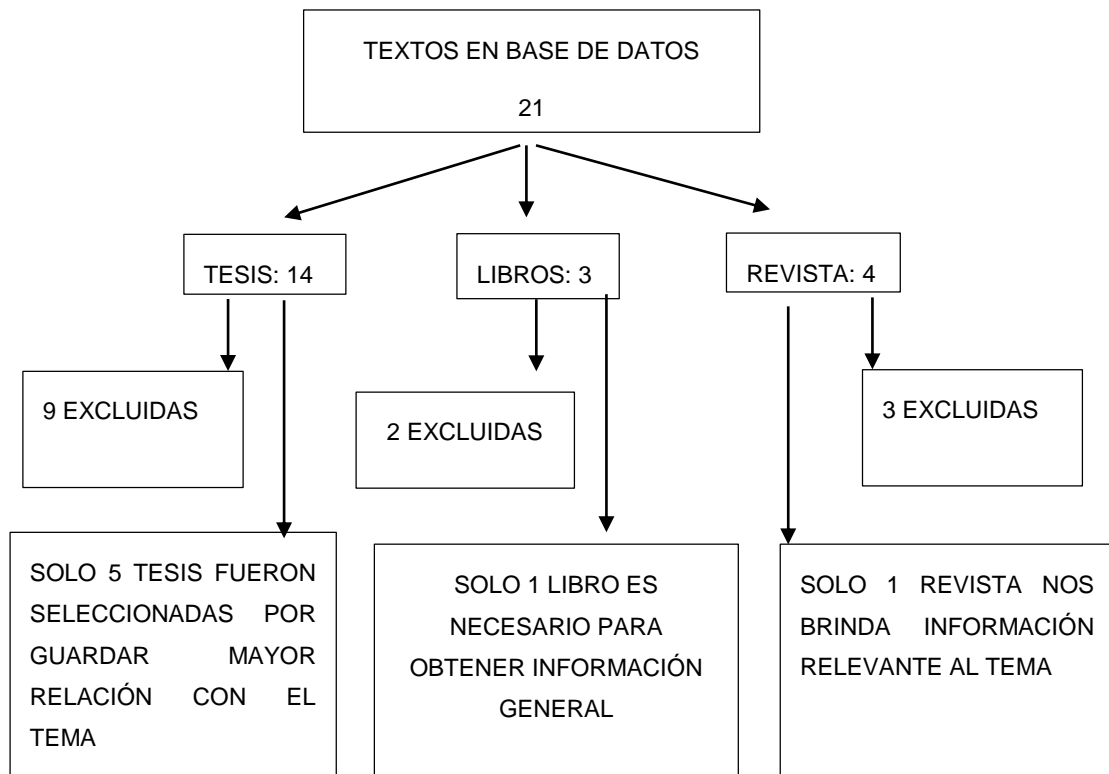 TEXTOS EN BASE DE DATOS
21
TESIS: 14
LIBROS: 3
REVISTA: 4
9 EXCLUIDAS
2 EXCLUIDAS
3 EXCLUIDAS
SOLO 5 TESIS FUERON
SELECCIONADAS POR
GUARDAR MAYOR
RELACIÓN CON EL
TEMA
SOLO 1 LIBRO ES
NECESARIO PARA
OBTENER INFORMACIÓN
GENERAL
SOLO 1 REVISTA NOS
BRINDA INFORMACIÓN
RELEVANTE AL TEMA